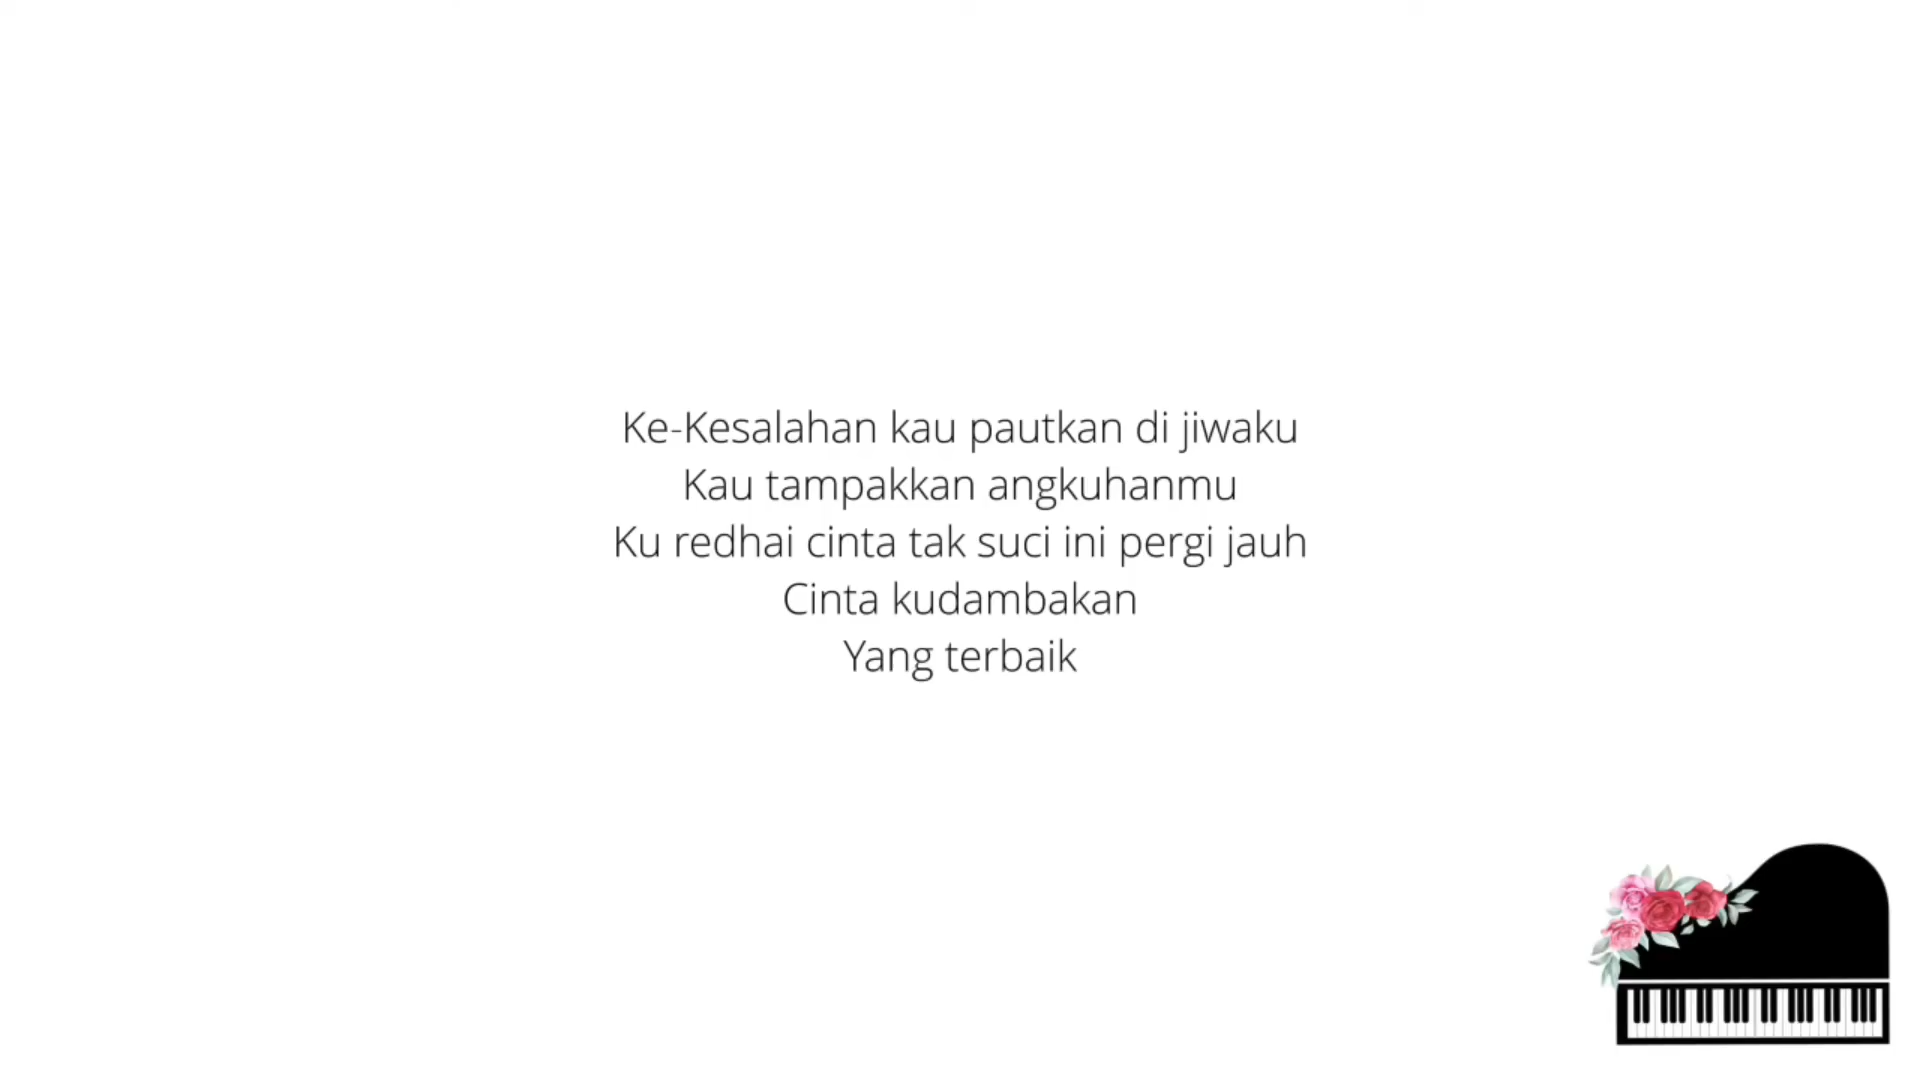 Ke-Kesalahan kau pautkan di jiwaku
Kau tampakkan angkuhanmu
Ku redhai cinta tak suci ini pergi jauh
Cinta kudambakan
Yang terbaik